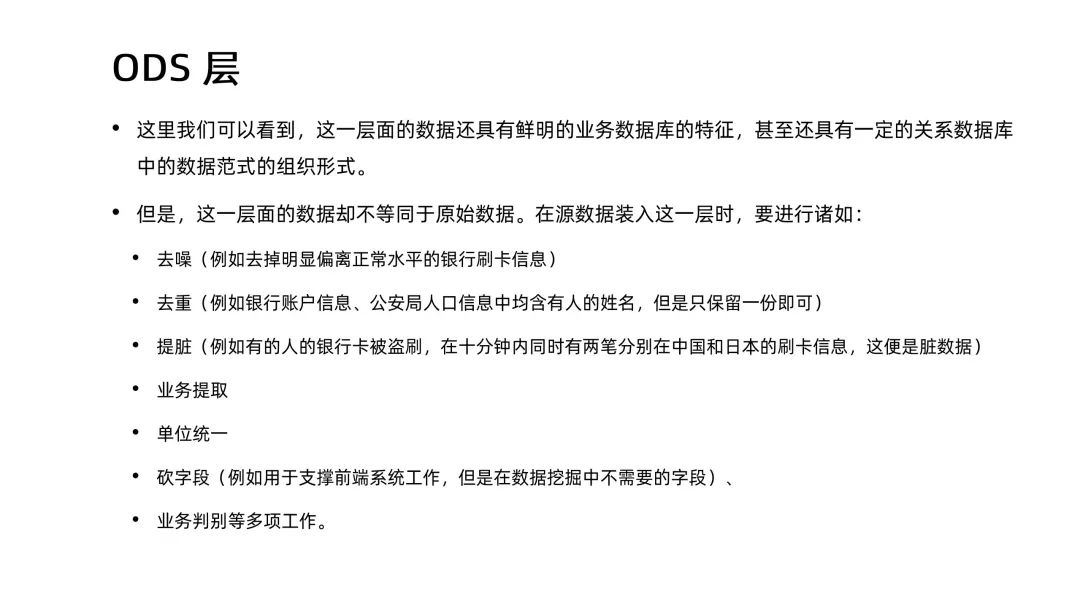 ODS 层
• 这里我们可以看到，这一层面的数据还具有鲜明的业务数据库的特征，甚至还具有一定的关系数据库
中的数据范式的组织形式。
• 但是，这一层面的数据却不等同于原始数据。在源数据装入这一层时，要进行诸如：
• 去噪（例如去掉明显偏离正常水平的银行刷卡信息）
• 去重（例如银行账户信息、公安局人口信息中均含有人的姓名，但是只保留一份即可）
• 提脏（例如有的人的银行卡被盗刷，在十分钟内同时有两笔分别在中国和日本的刷卡信息，这便是脏数据）
• 业务提取
• 单位统一
• 砍字段（例如用于支撑前端系统工作，但是在数据挖掘中不需要的字段）、
• 业务判别等多项工作。